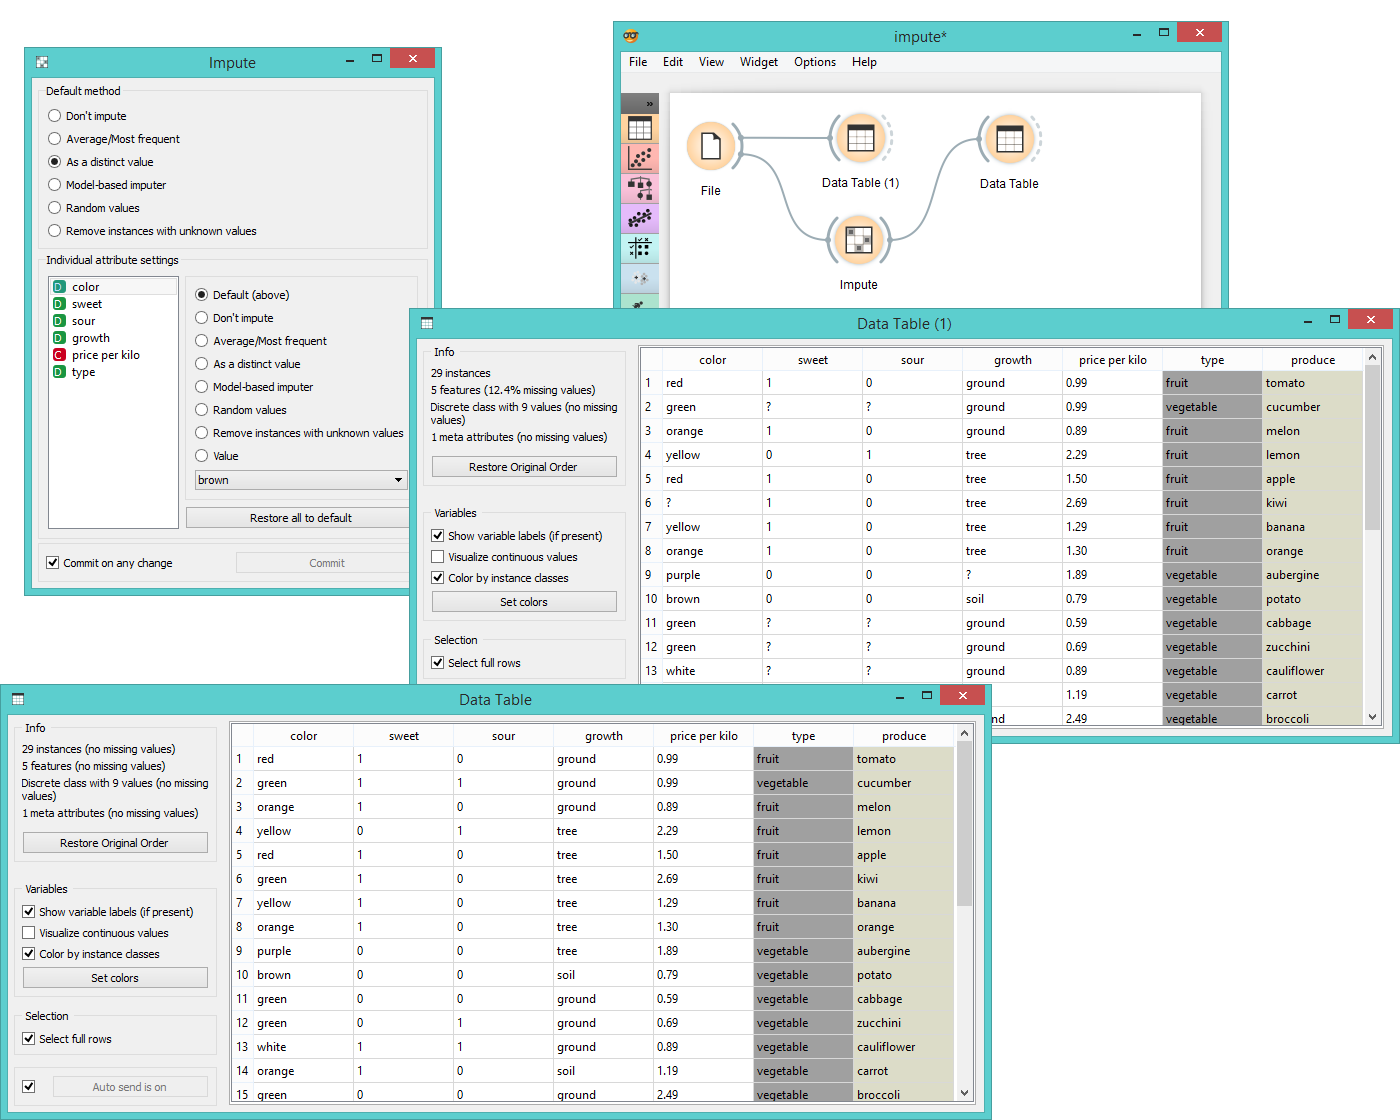 Impute
Default method
Don't impute
Average/Most frequent
As a distinct value
Model-based imputer
Random values
Remove instances with unknown values
Individual attribute settings
D color
D sweet
D sour
D growth
C price per kilo
D type
Default (above)
Don't impute
Average/Most frequent
As a distinct value
Model-based imputer
Random values
Remove instances with unknown values
Value
brown
Restore all to default
Commit on any change
Commit
impute*
File Edit View Widget Options Help
»
File
Data Table (1)
Data Table
Impute
Data Table (1)
Info
29 instances
5 features (12.4% missing values)
Discrete class with 9 values (no missing
values)
1 meta attributes (no missing values)
Restore Original Order
Variables
Show variable labels (if present)
Visualize continuous values
Color by instance classes
Set colors
Selection
Select full rows
color sweet sour growth price per kilo type produce
1 red 1 0 ground 0.99 fruit tomato
2 green ? ? ground 0.99 vegetable cucumber
3 orange 1 0 ground 0.89 fruit melon
4 yellow 0 1 tree 2.29 fruit lemon
5 red 1 0 tree 1.50 fruit apple
6 ? 1 0 tree 2.69 fruit kiwi
7 yellow 1 0 tree 1.29 fruit banana
8 orange 1 0 tree 1.30 fruit orange
9 purple 0 0 ? 1.89 vegetable aubergine
10 brown 0 0 soil 0.79 vegetable potato
11 green ? ? ground 0.59 vegetable cabbage
12 green ? ? ground 0.69 vegetable zucchini
13 white ? ? ground 0.89 vegetable cauliflower
1.19 vegetable carrot
nd 2.49 vegetable broccoli
Data Table
Info
29 instances (no missing values)
5 features (no missing values)
Discrete class with 9 values (no missing
values)
1 meta attributes (no missing values)
Restore Original Order
Variables
Show variable labels (if present)
Visualize continuous values
Color by instance classes
Set colors
Selection
Select full rows
Auto send is on
color sweet sour growth price per kilo type produce
1 red 1 0 ground 0.99 fruit tomato
2 green 1 1 ground 0.99 vegetable cucumber
3 orange 1 0 ground 0.89 fruit melon
4 yellow 0 1 tree 2.29 fruit lemon
5 red 1 0 tree 1.50 fruit apple
6 green 1 0 tree 2.69 fruit kiwi
7 yellow 1 0 tree 1.29 fruit banana
8 orange 1 0 tree 1.30 fruit orange
9 purple 0 0 tree 1.89 vegetable aubergine
10 brown 0 0 soil 0.79 vegetable potato
11 green 0 0 ground 0.59 vegetable cabbage
12 green 0 1 ground 0.69 vegetable zucchini
13 white 1 1 ground 0.89 vegetable cauliflower
14 orange 1 0 soil 1.19 vegetable carrot
15 green 0 0 ground 2.49 vegetable broccoli